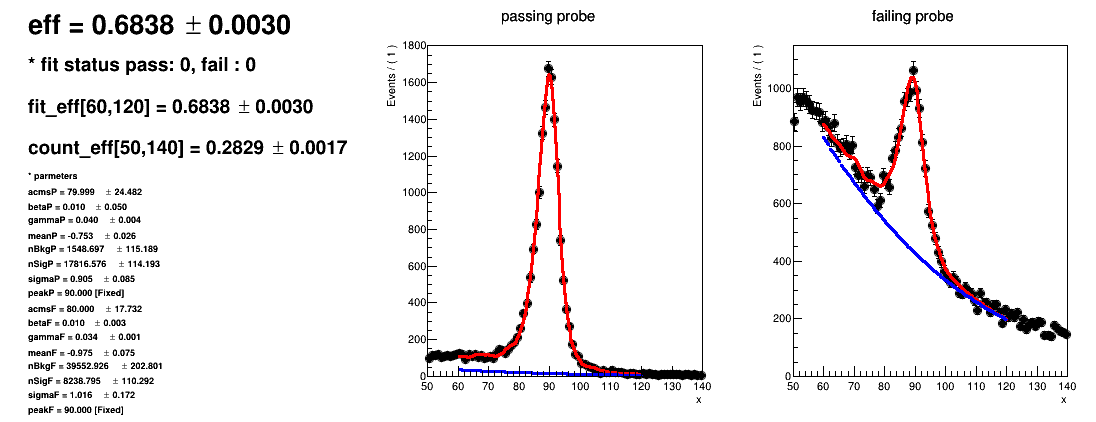 eff = 0.6838 ± 0.0030
* fit status pass: 0, fail : 0
fit_eff[60,120] = 0.6838 ± 0.0030
count_eff[50,140] = 0.2829 ± 0.0017
* parmeters
acmsP = 79.999 ± 24.482
betaP = 0.010 ± 0.050
gammaP = 0.040 ± 0.004
meanP = -0.753 ± 0.026
nBkgP = 1548.697 ± 115.189
nSigP = 17816.576 ± 114.193
sigmaP = 0.905 ± 0.085
peakP = 90.000 [Fixed]
acmsF = 80.000 ± 17.732
betaF = 0.010 ± 0.003
gammaF = 0.034 ± 0.001
meanF = -0.975 ± 0.075
nBkgF = 39552.926 ± 202.801
nSigF = 8238.795 ± 110.292
sigmaF = 1.016 ± 0.172
peakF = 90.000 [Fixed]
passing probe
Events / ( 1 )
1800
1600
1400
1200
1000
800
600
400
200
0
50 60 70 80 90 100 110 120 130 140
x
failing probe
Events / ( 1 )
1000
800
600
400
200
0
50 60 70 80 90 100 110 120 130 140
x